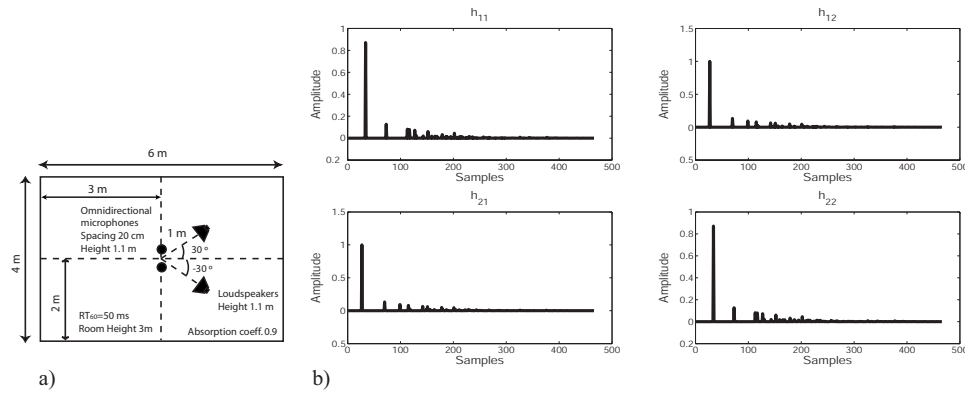 6 m
3 m
Omnidirectional
microphones
Spacing 20 cm
Height 1.1 m
1 m
30 º
-30º
4 m
2 m
Loudspeakers
Height 1.1 m
RT60=50 ms
Room Height 3m
Absorption coeff. 0.9
a)
b)
h11
Amplitude
1
0.8
0.6
0.4
0.2
0
0.2
0 100 200 300 400 500
Samples
h12
Amplitude
1.5
1
0.5
0
0.5
0 100 200 300 400 500
Samples
h21
Amplitude
1.5
1
0.5
0
0.5
0 100 200 300 400 500
Samples
h22
Amplitude
1
0.8
0.6
0.4
0.2
0
0.2
0 100 200 300 400 500
Samples